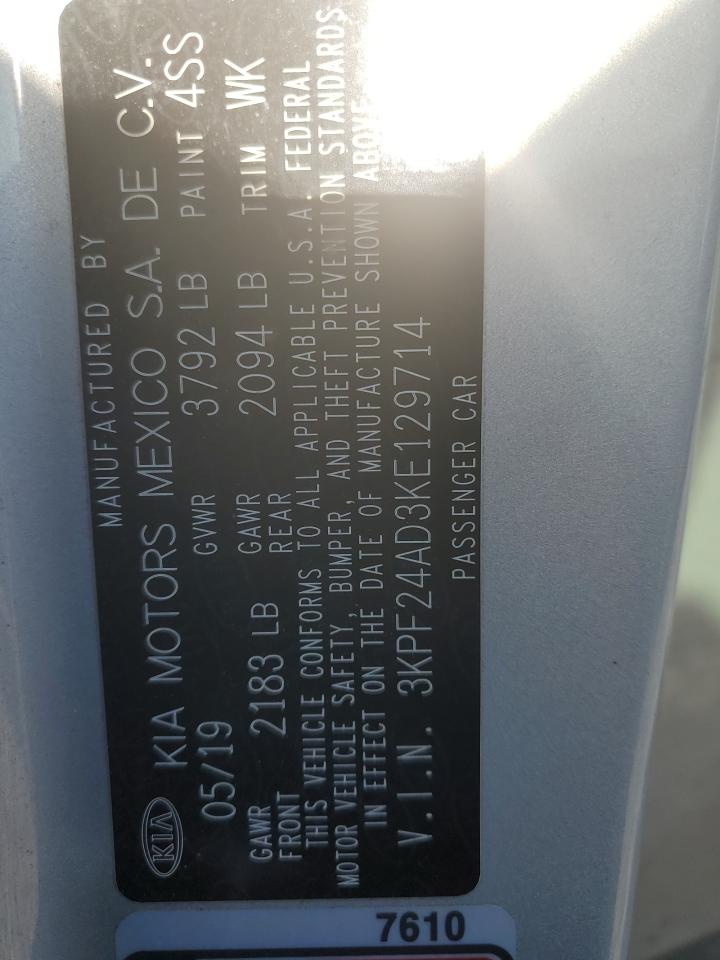 MANUFACTURED BY
KIA KIA MOTORS MEXICO S.A. DE C.V.
05/19 GVWR 3792 LB PAINT 4SS
GAWR FRONT 2183 LB GAWR REAR 2094 LB TRIM WK
THIS VEHICLE CONFORMS TO ALL APPLICABLE U.S.A. FEDERAL
MOTOR VEHICLE SAFETY, BUMPER, AND THEFT PREVENTION STANDARDS
IN EFFECT ON THE DATE OF MANUFACTURE SHOWN ABOVE
V.I.N. 3KPF24AD3KE129714
PASSENGER CAR
7610